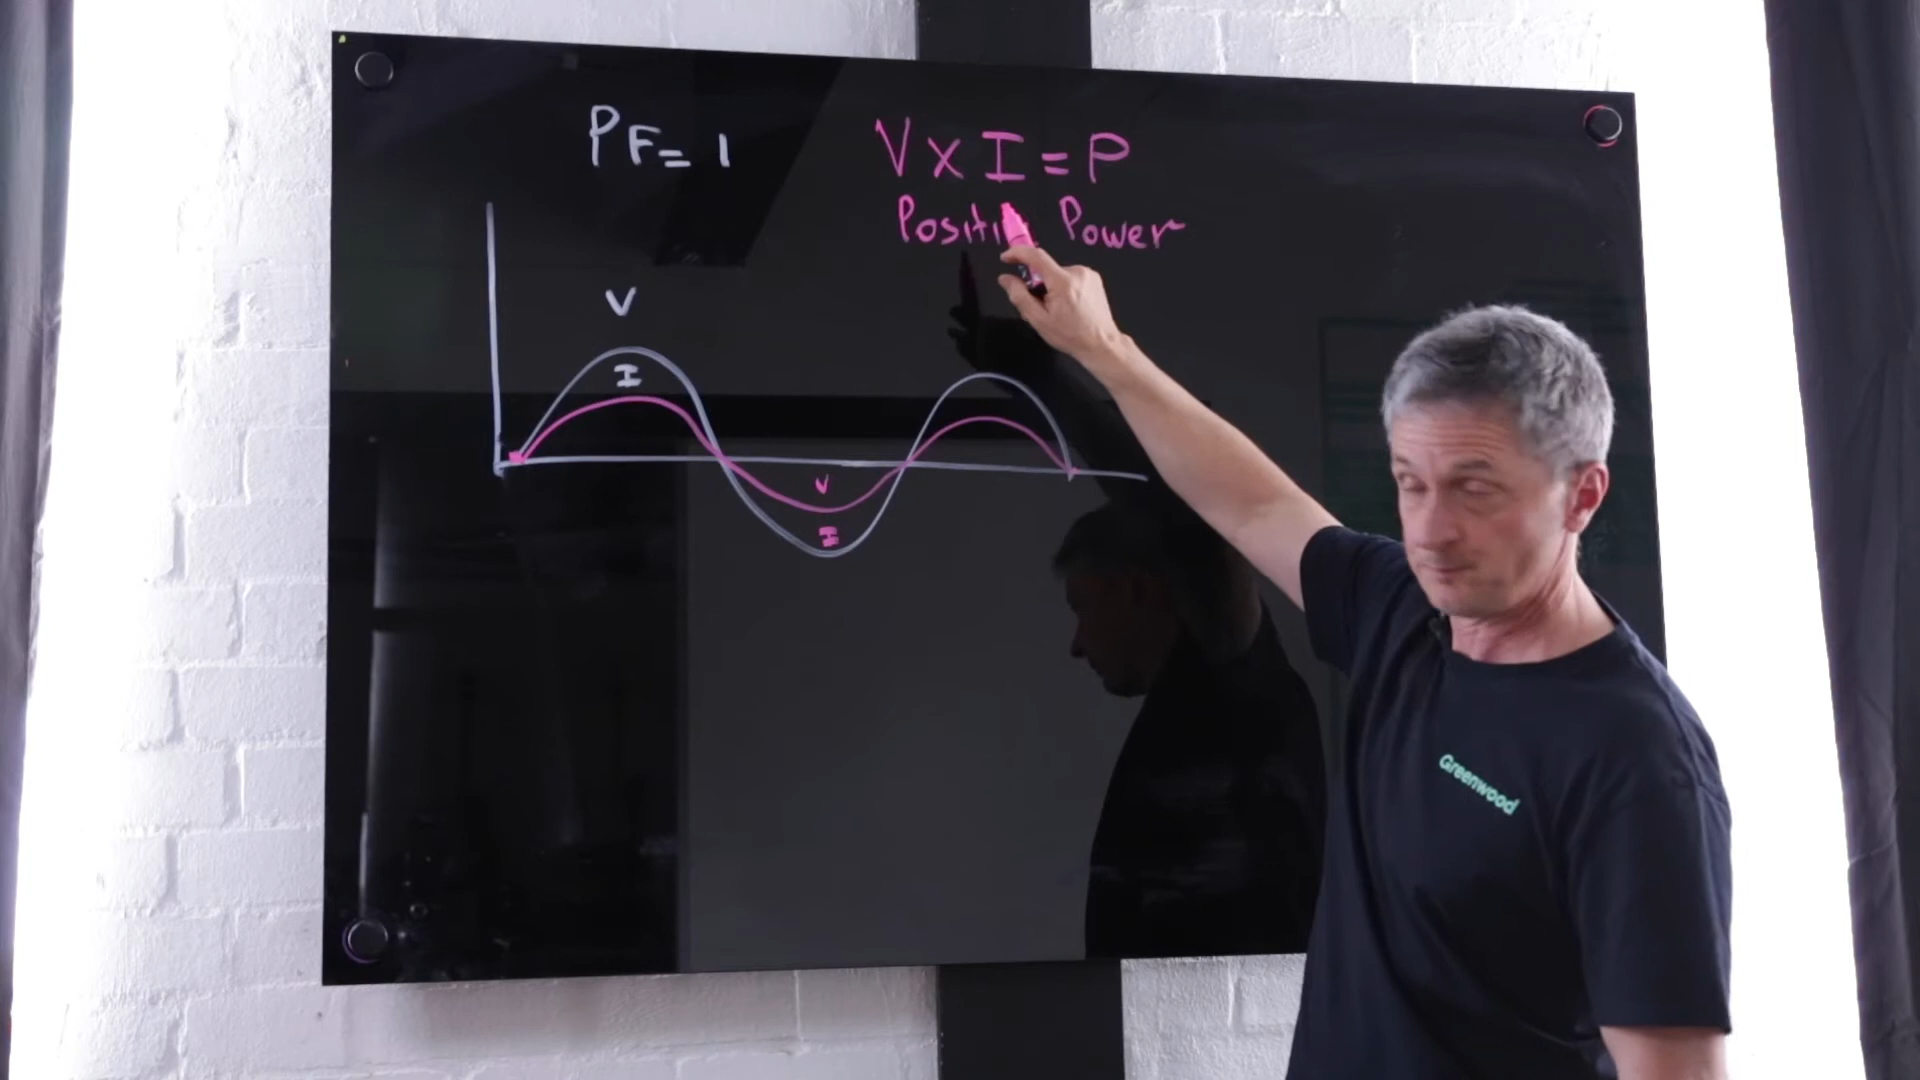 PF = 1
V x I = P
Power
V
I
V
I
Greenwood